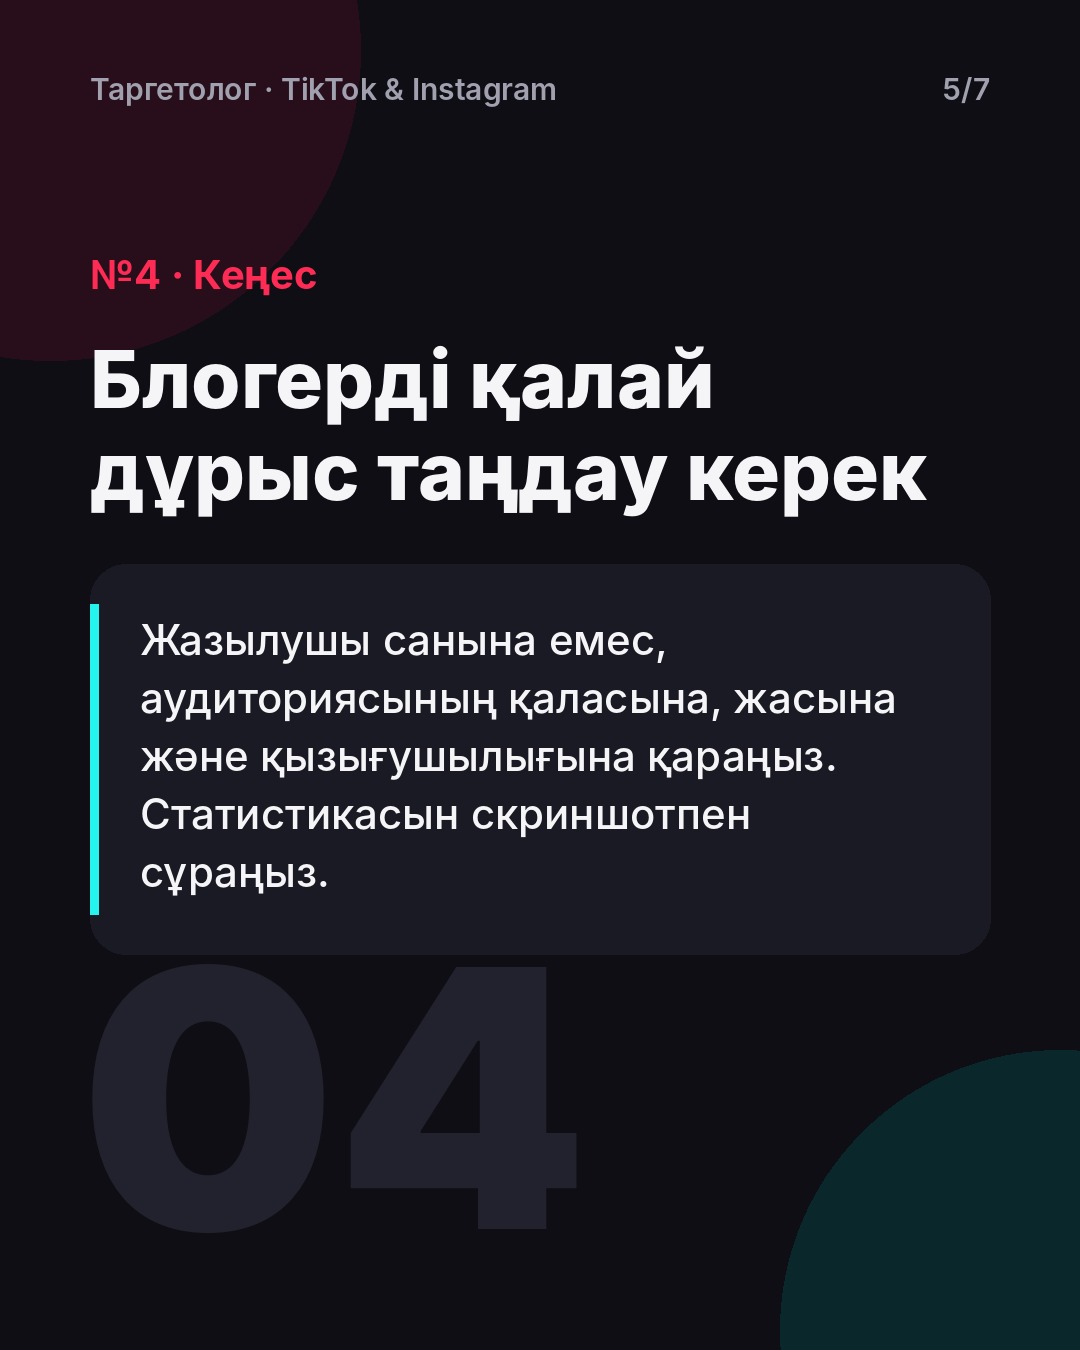 Таргетолог · TikTok & Instagram
5/7
№4 · Кеңес
Блогерді қалай
дұрыс таңдау керек
Жазылушы санына емес,
аудиториясының қаласына, жасына
және қызығушылығына қараңыз.
Статистикасын скриншотпен
сұраңыз.
04